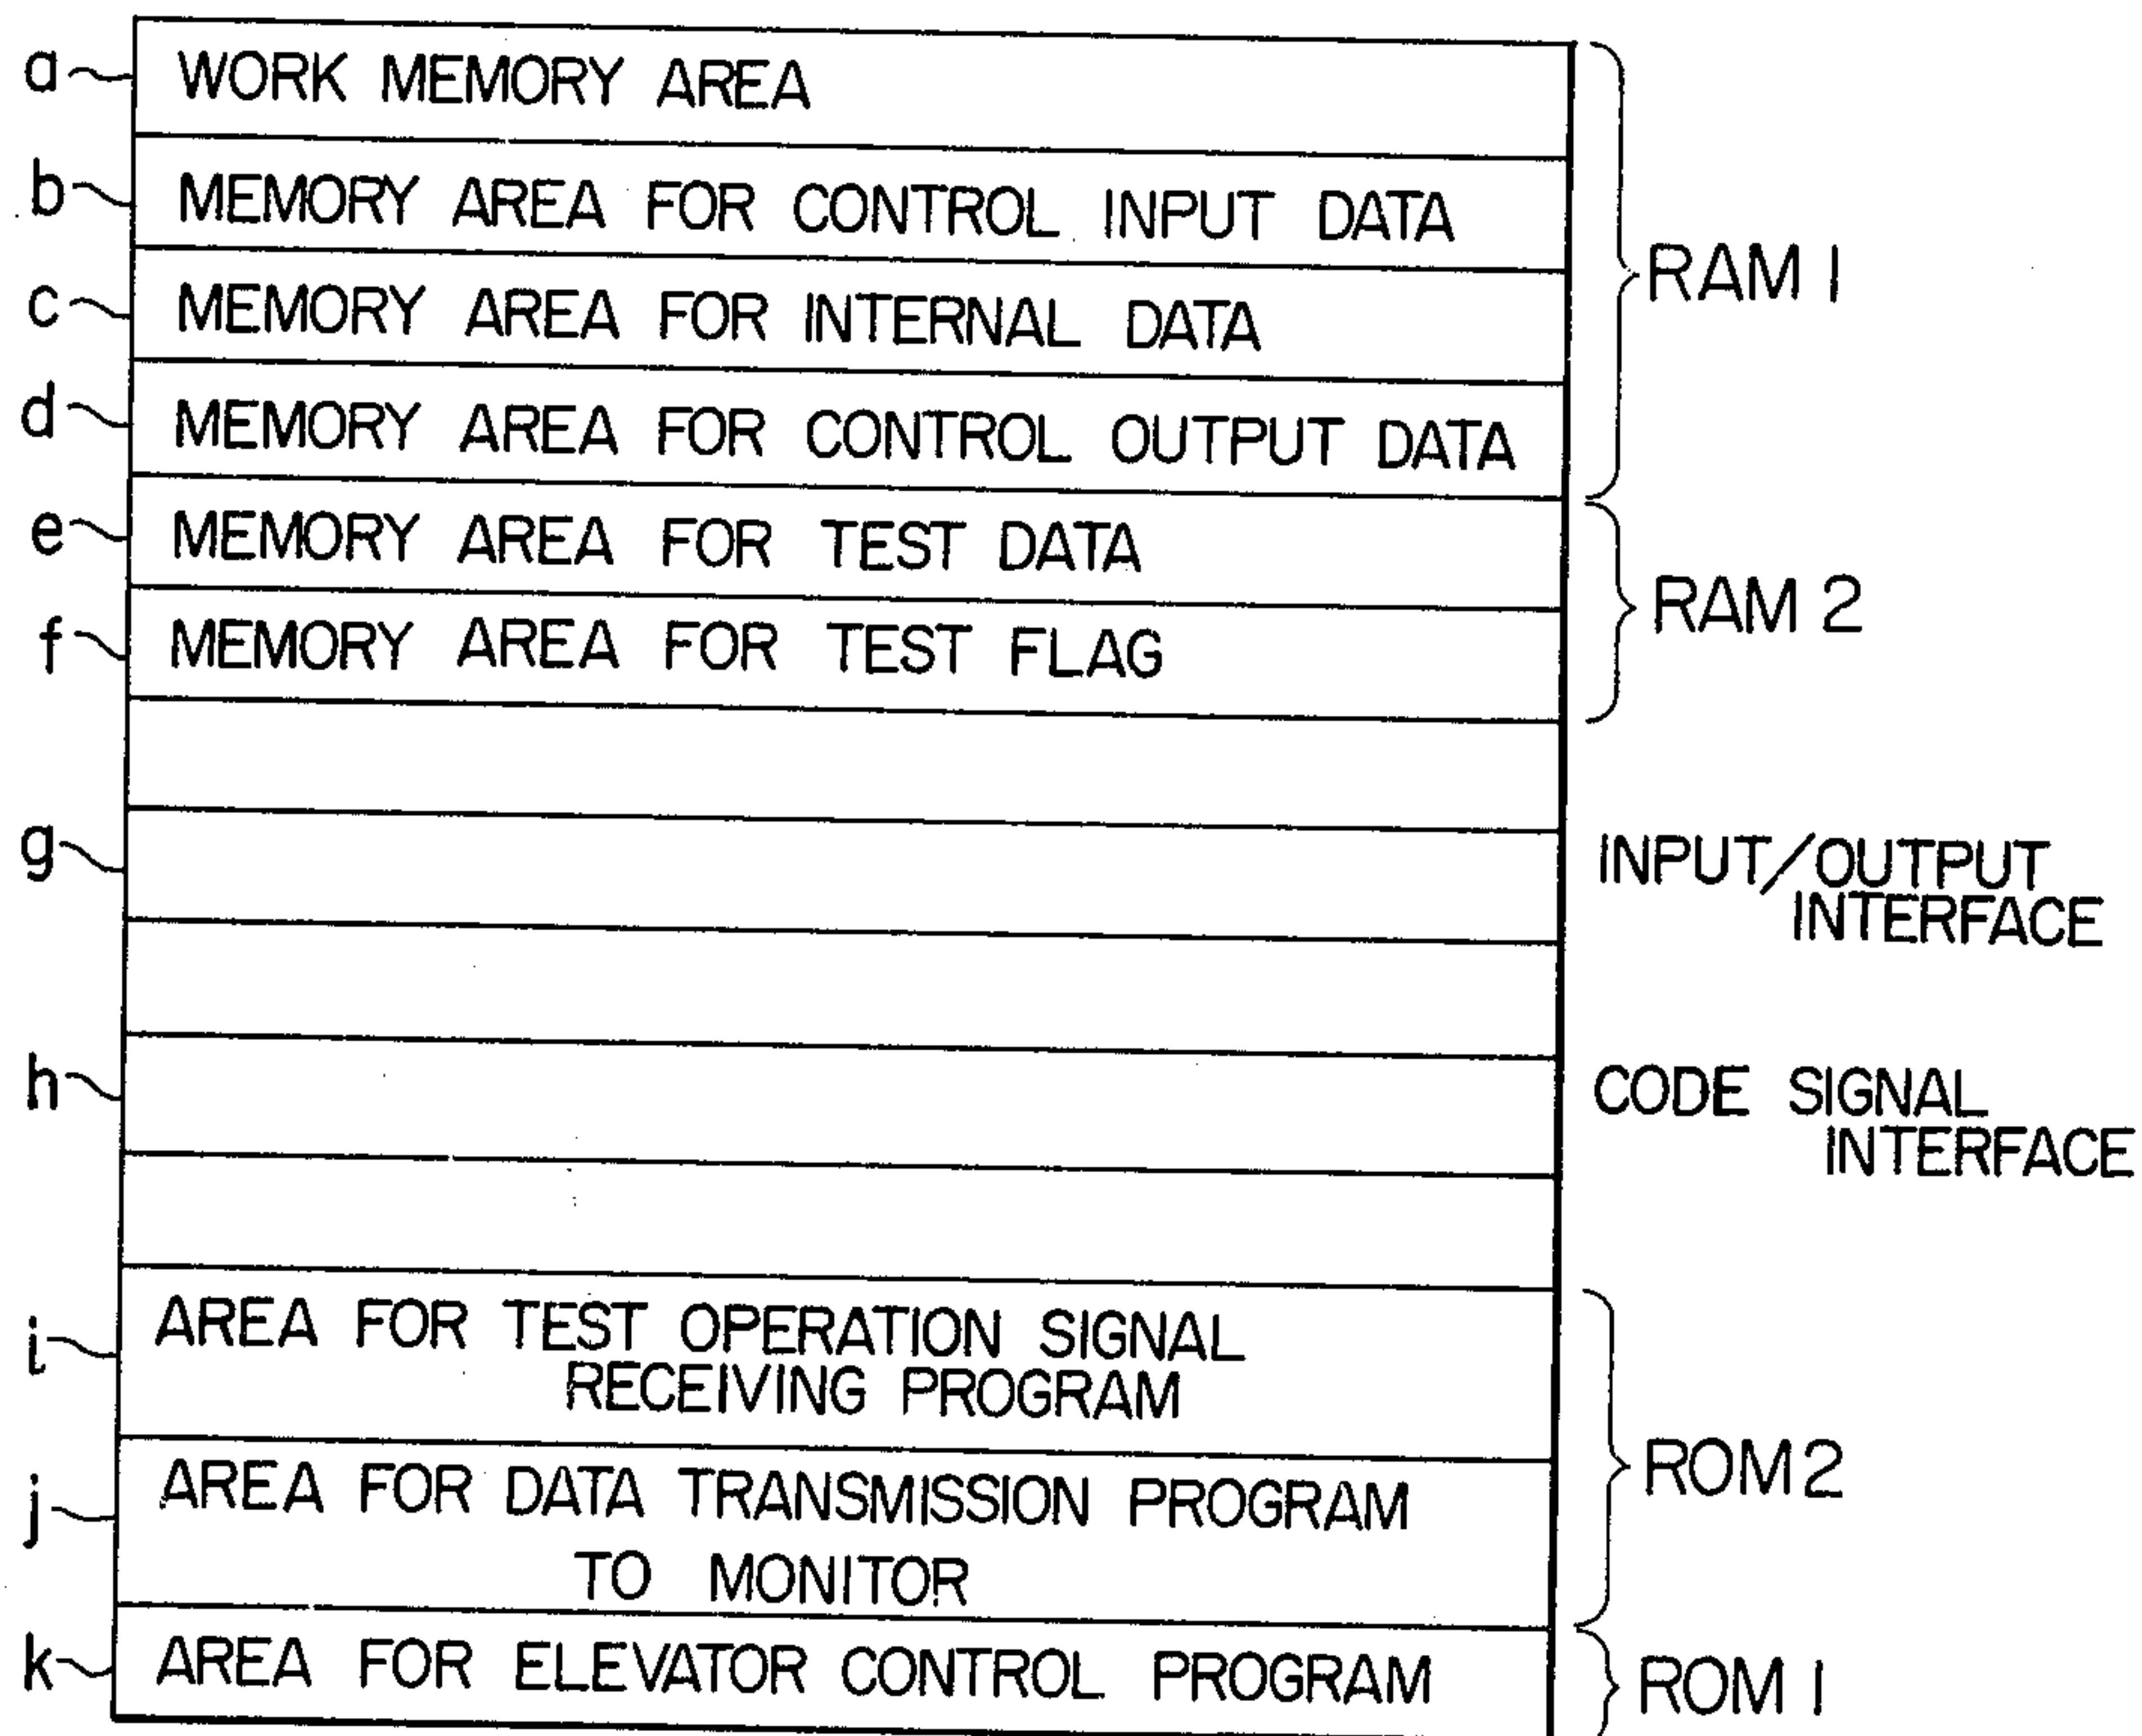 a WORK MEMORY AREA
b MEMORY AREA FOR CONTROL INPUT DATA
c MEMORY AREA FOR INTERNAL DATA
RAM 1
d MEMORY AREA FOR CONTROL OUTPUT DATA
e MEMORY AREA FOR TEST DATA
RAM 2
f MEMORY AREA FOR TEST FLAG
g INPUT/OUTPUT
INTERFACE
h CODE SIGNAL
INTERFACE
i AREA FOR TEST OPERATION SIGNAL
RECEIVING PROGRAM
ROM2
j AREA FOR DATA TRANSMISSION PROGRAM
TO MONITOR
k AREA FOR ELEVATOR CONTROL PROGRAM
ROM 1